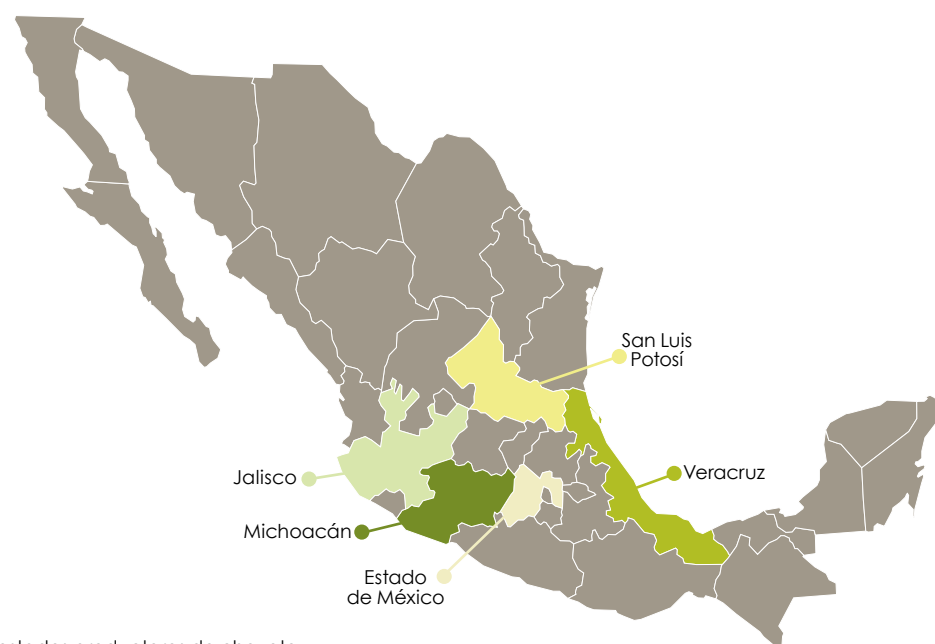 San Luis
Potosí
Jalisco
Veracruz
Michoacán
Estado
de México